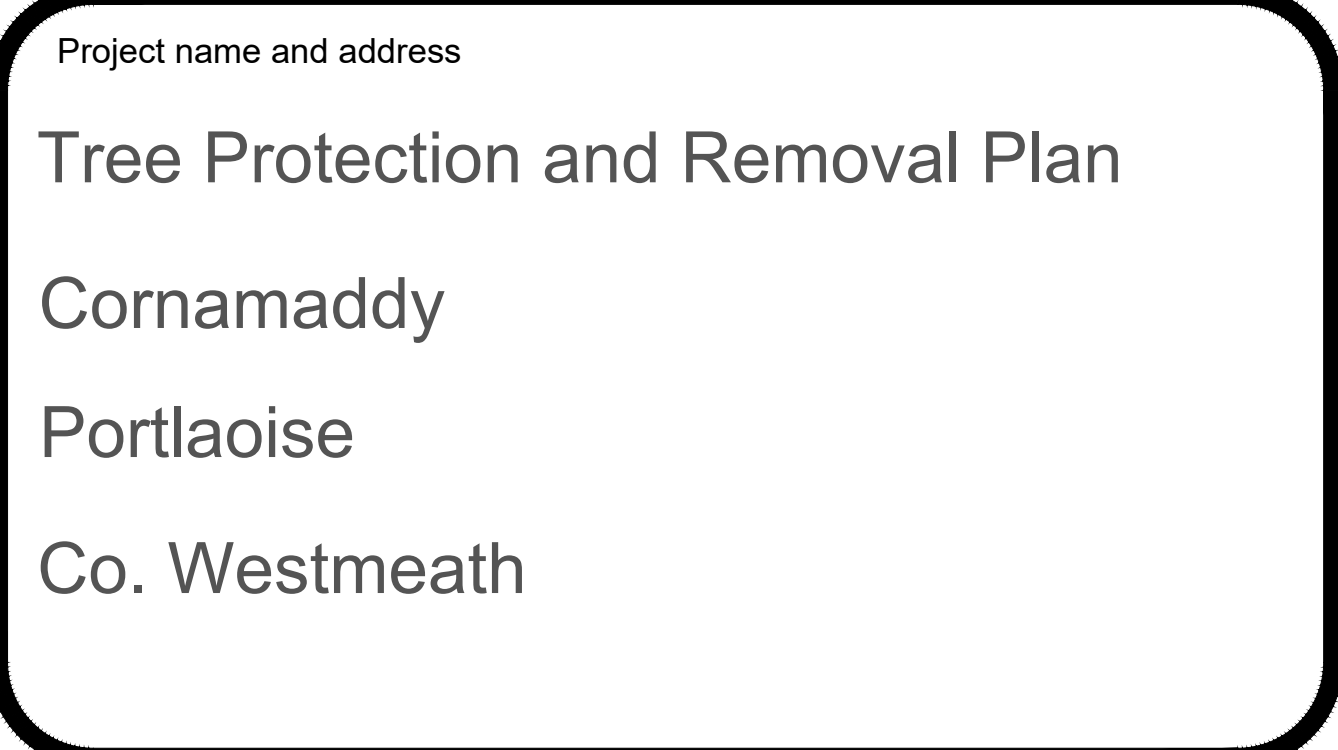 Project name and address
Tree Protection and Removal Plan
Cornamaddy
Portlaoise
Co. Westmeath